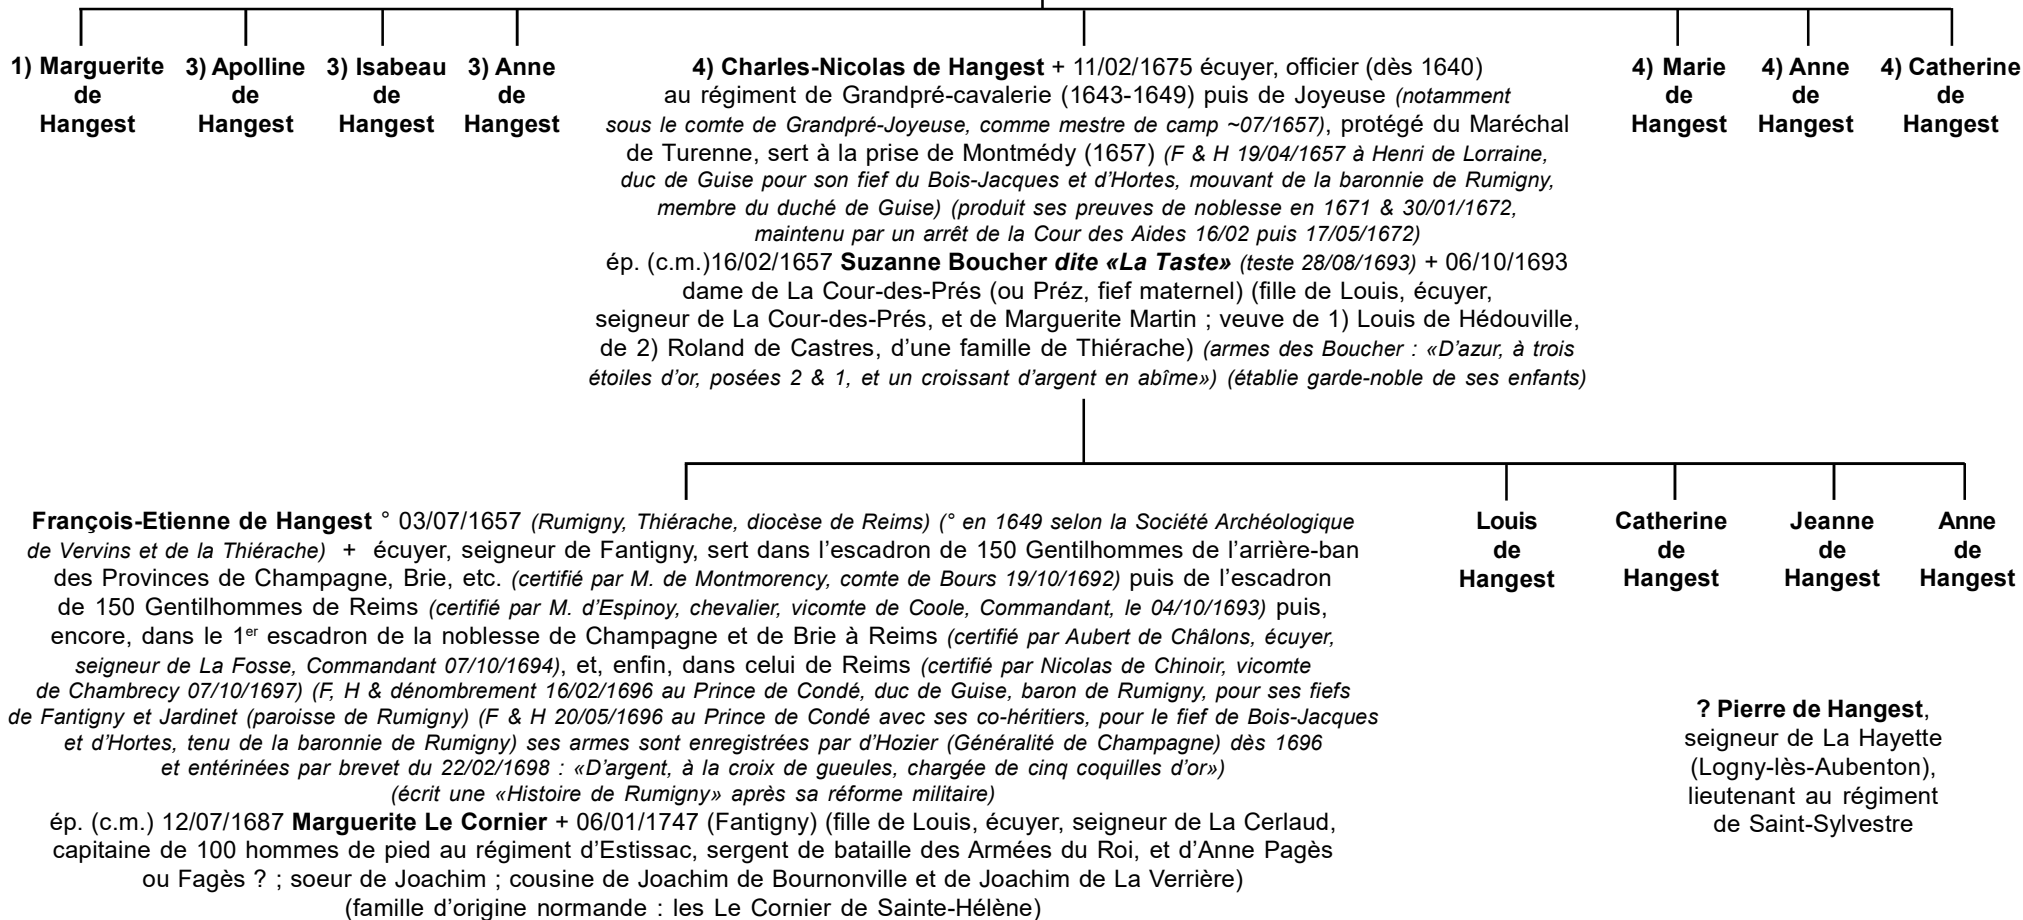 1) Marguerite
de
Hangest
3) Apolline
de
Hangest
3) Isabeau
de
Hangest
3) Anne
de
Hangest
4) Charles-Nicolas de Hangest + 11/02/1675 écuyer, officier (dès 1640)
au régiment de Grandpré-cavalerie (1643-1649) puis de Joyeuse (notamment
sous le comte de Grandpré-Joyeuse, comme mestre de camp ~07/1657), protégé du Maréchal
de Turenne, sert à la prise de Montmédy (1657) (F & H 19/04/1657 à Henri de Lorraine,
duc de Guise pour son fief du Bois-Jacques et d’Hortes, mouvant de la baronnie de Rumigny,
membre du duché de Guise) (produit ses preuves de noblesse en 1671 & 30/01/1672,
maintenu par un arrêt de la Cour des Aides 16/02 puis 17/05/1672)
ép. (c.m.)16/02/1657 Suzanne Boucher dite «La Taste» (teste 28/08/1693) + 06/10/1693
dame de La Cour-des-Prés (ou Préz, fief maternel) (fille de Louis, écuyer,
seigneur de La Cour-des-Prés, et de Marguerite Martin ; veuve de 1) Louis de Hédouville,
de 2) Roland de Castres, d’une famille de Thiérache) (armes des Boucher : «D’azur, à trois
étoiles d’or, posées 2 & 1, et un croissant d’argent en abîme») (établie garde-noble de ses enfants)
4) Marie
de
Hangest
4) Anne
de
Hangest
4) Catherine
de
Hangest
François-Etienne de Hangest ° 03/07/1657 (Rumigny, Thiérache, diocèse de Reims) (° en 1649 selon la Société Archéologique
de Vervins et de la Thiérache) + écuyer, seigneur de Fantigny, sert dans l’escadron de 150 Gentilhommes de l’arrière-ban
des Provinces de Champagne, Brie, etc. (certifié par M. de Montmorency, comte de Bours 19/10/1692) puis de l’escadron
de 150 Gentilhommes de Reims (certifié par M. d’Espinoy, chevalier, vicomte de Coole, Commandant, le 04/10/1693) puis,
encore, dans le 1er escadron de la noblesse de Champagne et de Brie à Reims (certifié par Aubert de Châlons, écuyer,
seigneur de La Fosse, Commandant 07/10/1694), et, enfin, dans celui de Reims (certifié par Nicolas de Chinoir, vicomte
de Chambrecy 07/10/1697) (F, H & dénombrement 16/02/1696 au Prince de Condé, duc de Guise, baron de Rumigny, pour ses fiefs
de Fantigny et Jardinet (paroisse de Rumigny) (F & H 20/05/1696 au Prince de Condé avec ses co-héritiers, pour le fief de Bois-Jacques
et d’Hortes, tenu de la baronnie de Rumigny) ses armes sont enregistrées par d’Hozier (Généralité de Champagne) dès 1696
et entérinées par brevet du 22/02/1698 : «D’argent, à la croix de gueules, chargée de cinq coquilles d’or»)
(écrit une «Histoire de Rumigny» après sa réforme militaire)
ép. (c.m.) 12/07/1687 Marguerite Le Cornier + 06/01/1747 (Fantigny) (fille de Louis, écuyer, seigneur de La Cerlaud,
capitaine de 100 hommes de pied au régiment d’Estissac, sergent de bataille des Armées du Roi, et d’Anne Pagès
ou Fagès ? ; soeur de Joachim ; cousine de Joachim de Bournonville et de Joachim de La Verrière)
(famille d’origine normande : les Le Cornier de Sainte-Hélène)
Louis
de
Hangest
Catherine
de
Hangest
Jeanne
de
Hangest
Anne
de
Hangest
? Pierre de Hangest,
seigneur de La Hayette
(Logny-lès-Aubenton),
lieutenant au régiment
de Saint-Sylvestre